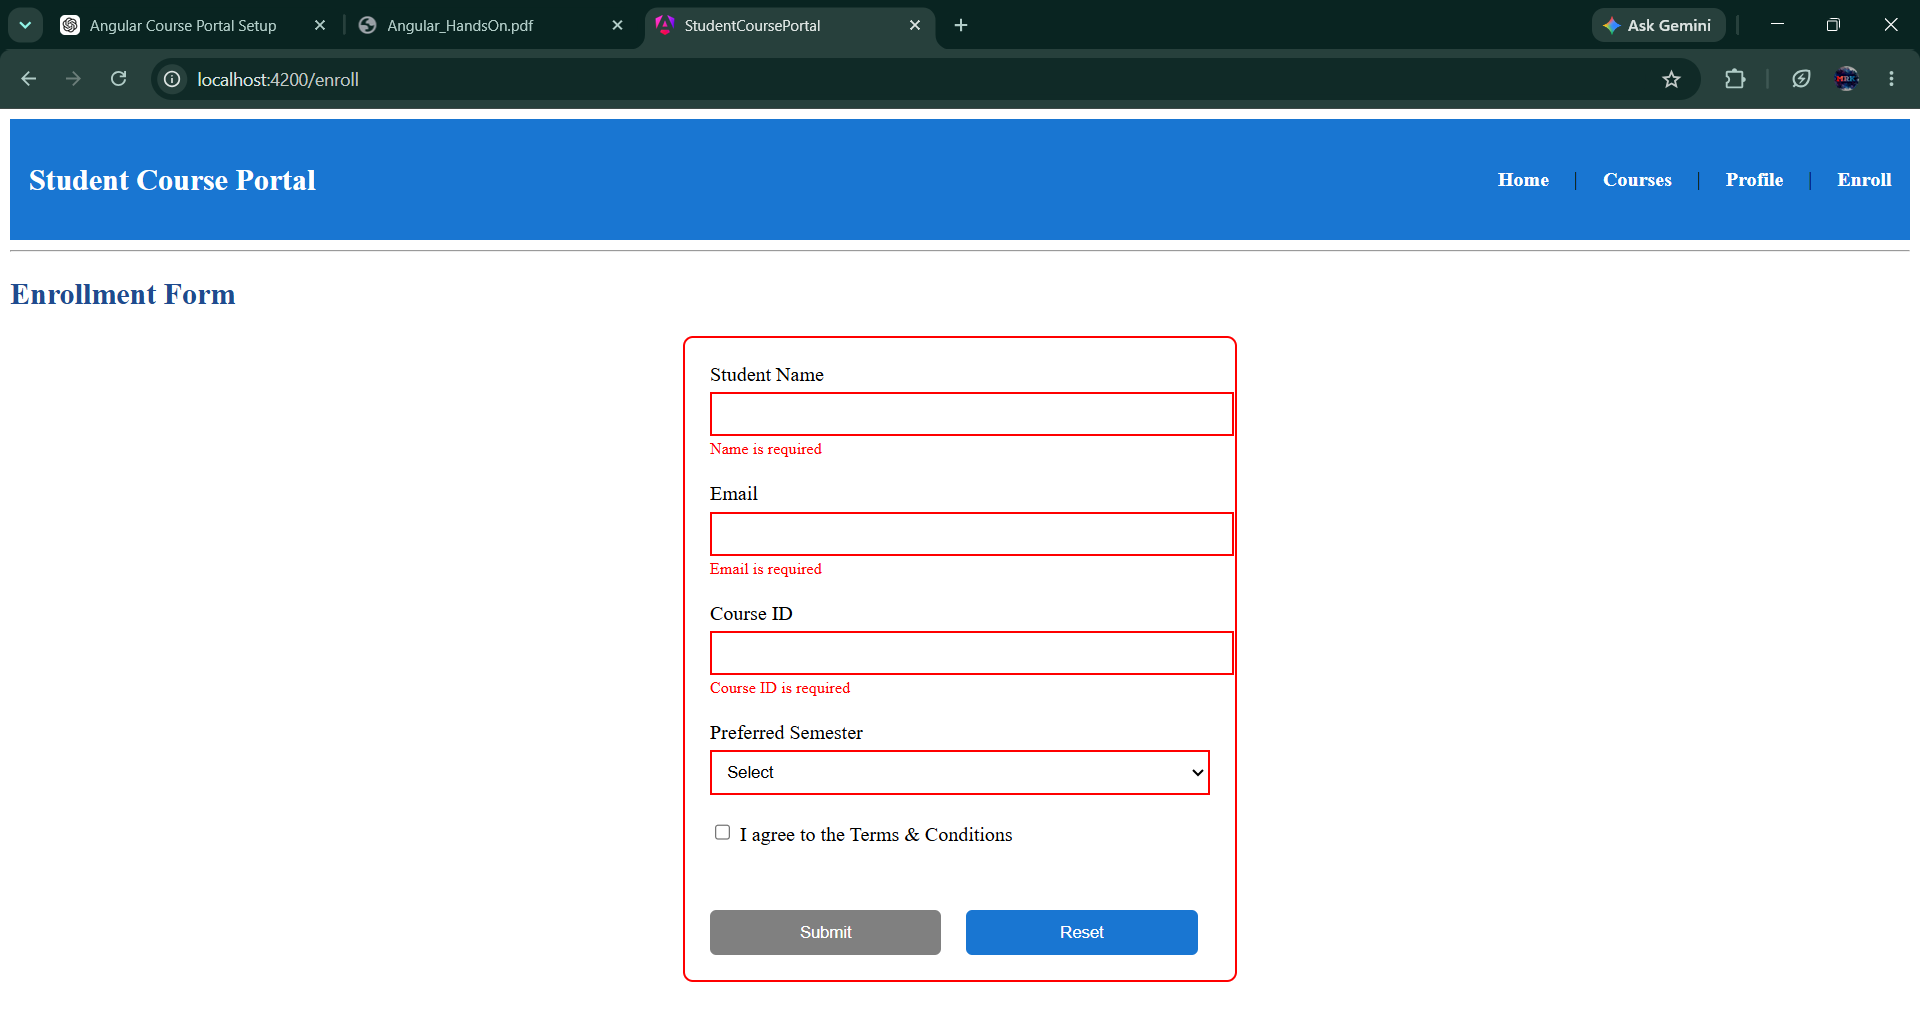 Angular Course Portal Setup
Angular_HandsOn.pdf
StudentCoursePortal
Ask Gemini
localhost:4200/enroll
MRK
Student Course Portal
Home | Courses | Profile | Enroll
Enrollment Form
Student Name
Name is required
Email
Email is required
Course ID
Course ID is required
Preferred Semester
Select
I agree to the Terms & Conditions
Submit
Reset